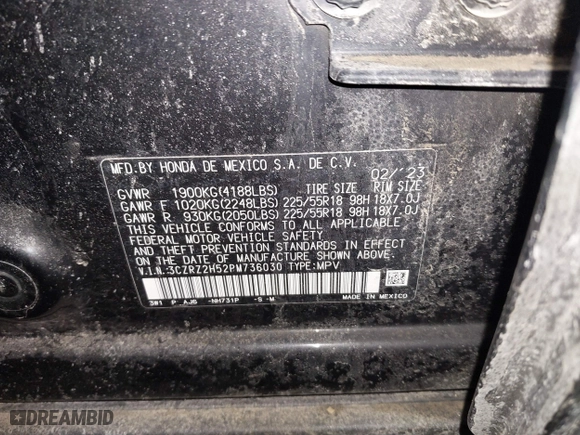 MFD.BY HONDA DE MEXICO S.A. DE C.V. 02/'23
GVWR 1900KG(4188LBS) TIRE SIZE RIM SIZE
GAWR F 1020KG(2248LBS) 225/55R18 98H 18X7.0J
GAWR R. 930KG(2050LBS) 225/55R18 98H 18X7.0J
THIS VEHICLE CONFORMS TO ALL APPLICABLE
FEDERAL MOTOR VEHICLE SAFETY
AND THEFT PREVENTION STANDARDS IN EFFECT
ON THE DATE OF MANUFACTURE SHOWN ABOVE.
V.I.N.:3CZRZ2H52PM736030 TYPE:MPV
3W1 P AJS -NH731P -S-M MADE IN MEXICO
DREAMBID